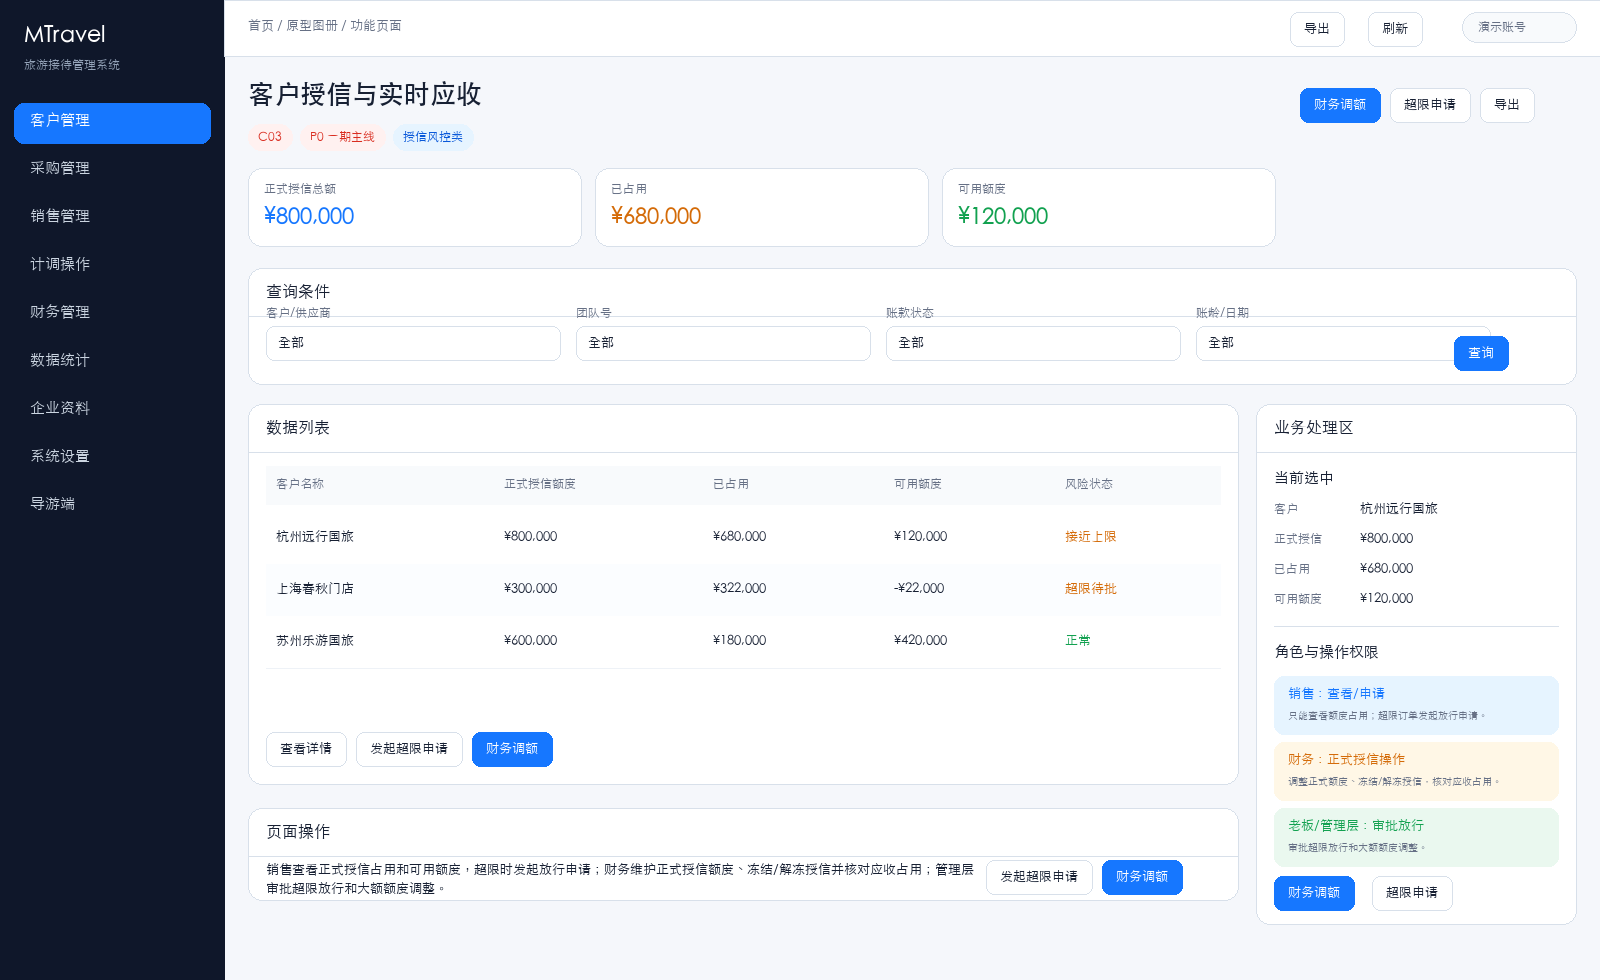 MTravel
旅游接待管理系统
客户管理
采购管理
销售管理
计调操作
财务管理
数据统计
企业资料
系统设置
导游端
首页 / 原型图册 / 功能页面
导出
刷新
演示账号
客户授信与实时应收
财务调额
超限申请
导出
C03
P0 一期主线
授信风控类
正式授信总额
¥800,000
已占用
¥680,000
可用额度
¥120,000
查询条件
客户/供应商
团队号
账款状态
账龄/日期
全部
全部
全部
全部
查询
数据列表
客户名称 正式授信额度 已占用 可用额度 风险状态
杭州远行国旅 ¥800,000 ¥680,000 ¥120,000 接近上限
上海春秋门店 ¥300,000 ¥322,000 -¥22,000 超限待批
苏州乐游国旅 ¥600,000 ¥180,000 ¥420,000 正常
查看详情
发起超限申请
财务调额
页面操作
销售查看正式授信占用和可用额度，超限时发起放行申请；财务维护正式授信额度、冻结/解冻授信并核对应收占用；管理层
审批超限放行和大额额度调整。
发起超限申请
财务调额
业务处理区
当前选中
客户 杭州远行国旅
正式授信 ¥800,000
已占用 ¥680,000
可用额度 ¥120,000
角色与操作权限
销售：查看/申请
只能查看额度占用；超限订单发起放行申请。
财务：正式授信操作
调整正式额度、冻结/解冻授信，核对应收占用。
老板/管理层：审批放行
审批超限放行和大额额度调整。
财务调额
超限申请